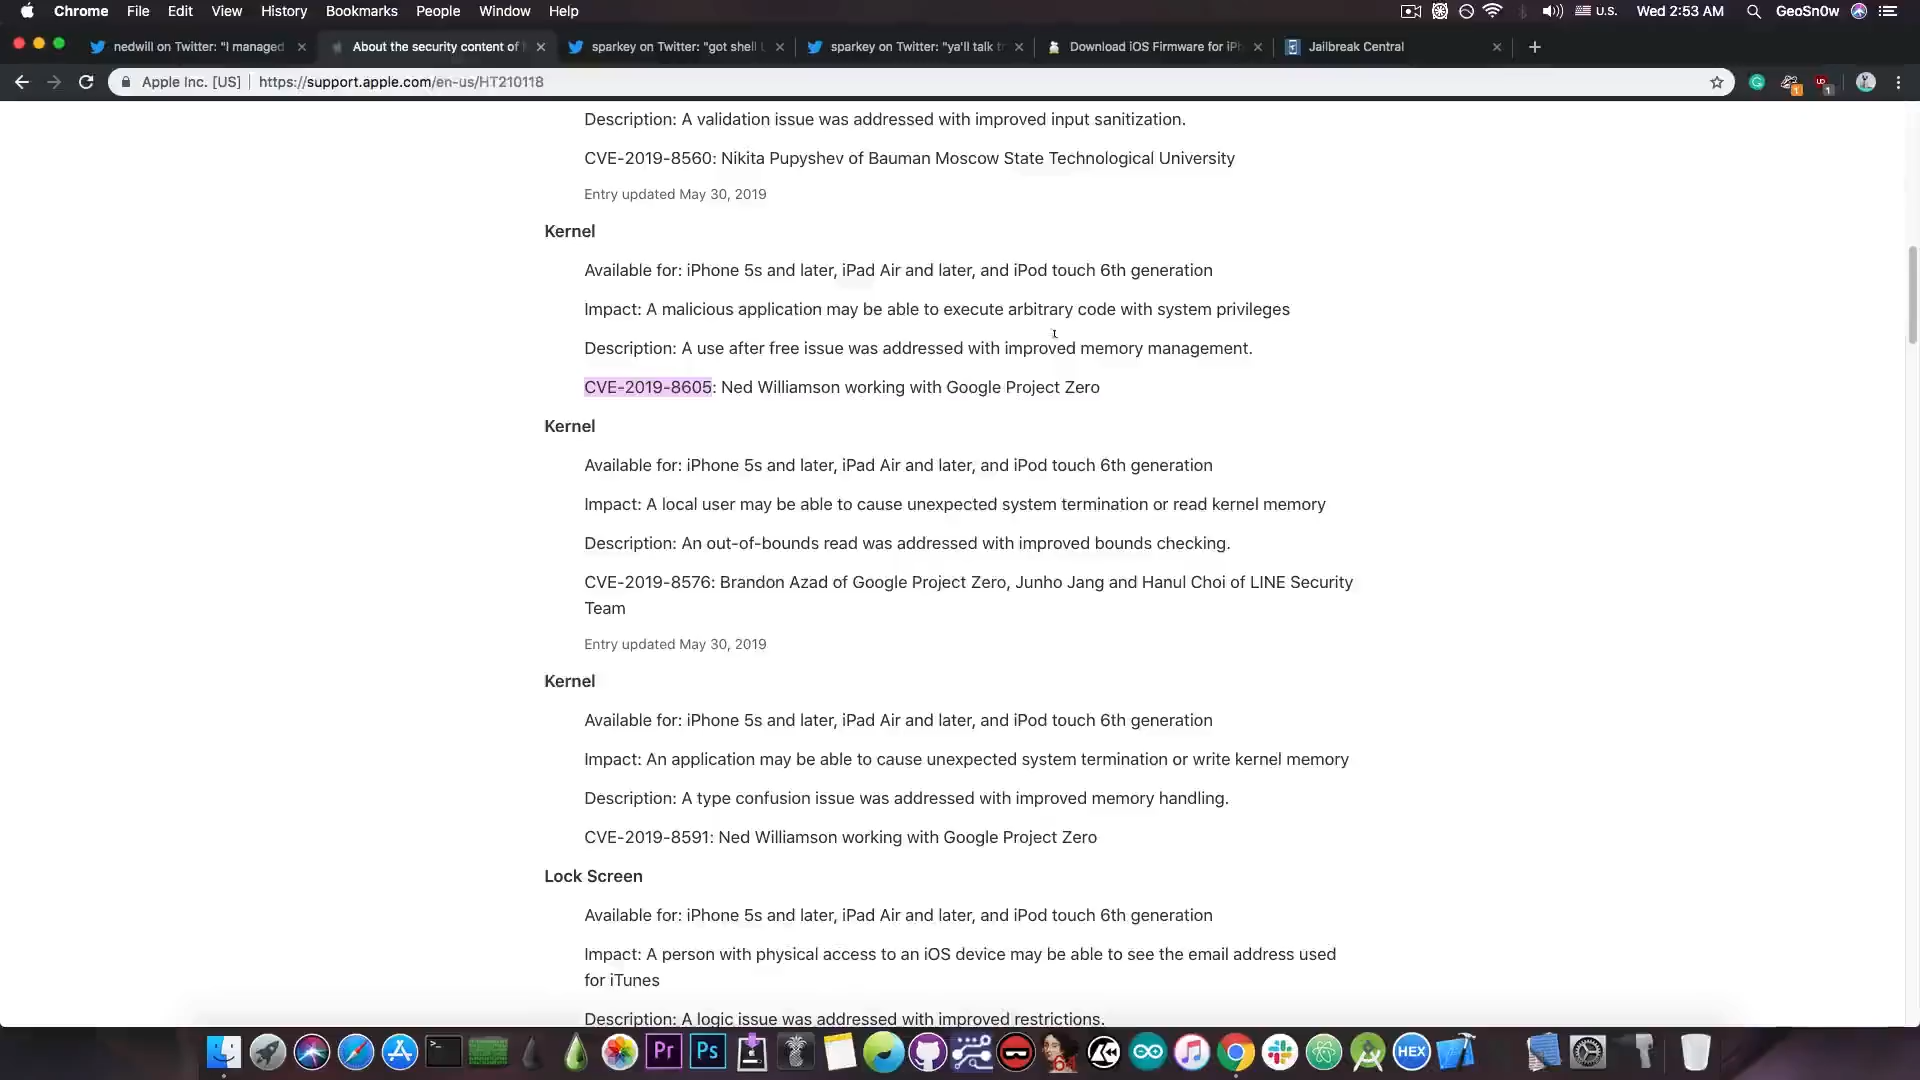 Chrome File Edit View History Bookmarks People Window Help U.S. Wed 2:53 AM GeoSn0w
nedwill on Twitter: "I managed
About the security content of
sparkey on Twitter: "got shell
sparkey on Twitter: "ya'll talk
Download iOS Firmware for iPh
Jailbreak Central
Apple Inc. [US] https://support.apple.com/en-us/HT210118
Description: A validation issue was addressed with improved input sanitization.
CVE-2019-8560: Nikita Pupyshev of Bauman Moscow State Technological University
Entry updated May 30, 2019
Kernel
Available for: iPhone 5s and later, iPad Air and later, and iPod touch 6th generation
Impact: A malicious application may be able to execute arbitrary code with system privileges
Description: A use after free issue was addressed with improved memory management.
CVE-2019-8605: Ned Williamson working with Google Project Zero
Kernel
Available for: iPhone 5s and later, iPad Air and later, and iPod touch 6th generation
Impact: A local user may be able to cause unexpected system termination or read kernel memory
Description: An out-of-bounds read was addressed with improved bounds checking.
CVE-2019-8576: Brandon Azad of Google Project Zero, Junho Jang and Hanul Choi of LINE Security
Team
Entry updated May 30, 2019
Kernel
Available for: iPhone 5s and later, iPad Air and later, and iPod touch 6th generation
Impact: An application may be able to cause unexpected system termination or write kernel memory
Description: A type confusion issue was addressed with improved memory handling.
CVE-2019-8591: Ned Williamson working with Google Project Zero
Lock Screen
Available for: iPhone 5s and later, iPad Air and later, and iPod touch 6th generation
Impact: A person with physical access to an iOS device may be able to see the email address used
for iTunes
Description: A logic issue was addressed with improved restrictions.
Pr Ps 64 HEX